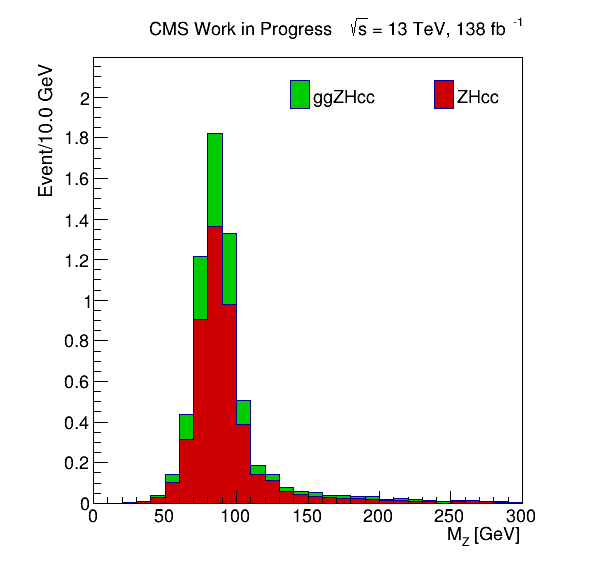 CMS Work in Progress √s = 13 TeV, 138 fb⁻¹
Event/10.0 GeV
ggZHcc ZHcc
2
1.8
1.6
1.4
1.2
1
0.8
0.6
0.4
0.2
0
0 50 100 150 200 250 300
M_Z [GeV]